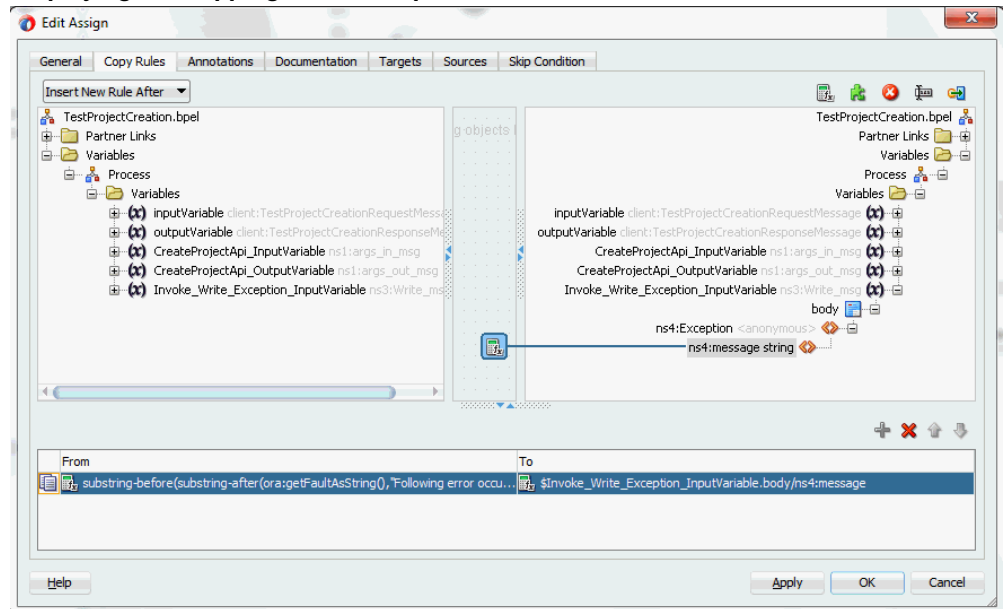 Edit Assign
General Copy Rules Annotations Documentation Targets Sources Skip Condition
Insert New Rule After
TestProjectCreation.bpel
Partner Links
Variables
Process
Variables
inputVariable client:TestProjectCreationRequestMess
outputVariable client:TestProjectCreationResponseMe
CreateProjectApi_InputVariable ns1:args_in_msg
CreateProjectApi_OutputVariable ns1:args_out_msg
Invoke_Write_Exception_InputVariable ns3:Write_ms
g objects
TestProjectCreation.bpel
Partner Links
Variables
Process
Variables
inputVariable client:TestProjectCreationRequestMessage
outputVariable client:TestProjectCreationResponseMessage
CreateProjectApi_InputVariable ns1:args_in_msg
CreateProjectApi_OutputVariable ns1:args_out_msg
Invoke_Write_Exception_InputVariable ns3:Write_msg
body
ns4:Exception <anonymous>
ns4:message string
From To
substring-before(substring-after(ora:getFaultAsString(),"Following error occu... $Invoke_Write_Exception_InputVariable.body/ns4:message
Help Apply OK Cancel